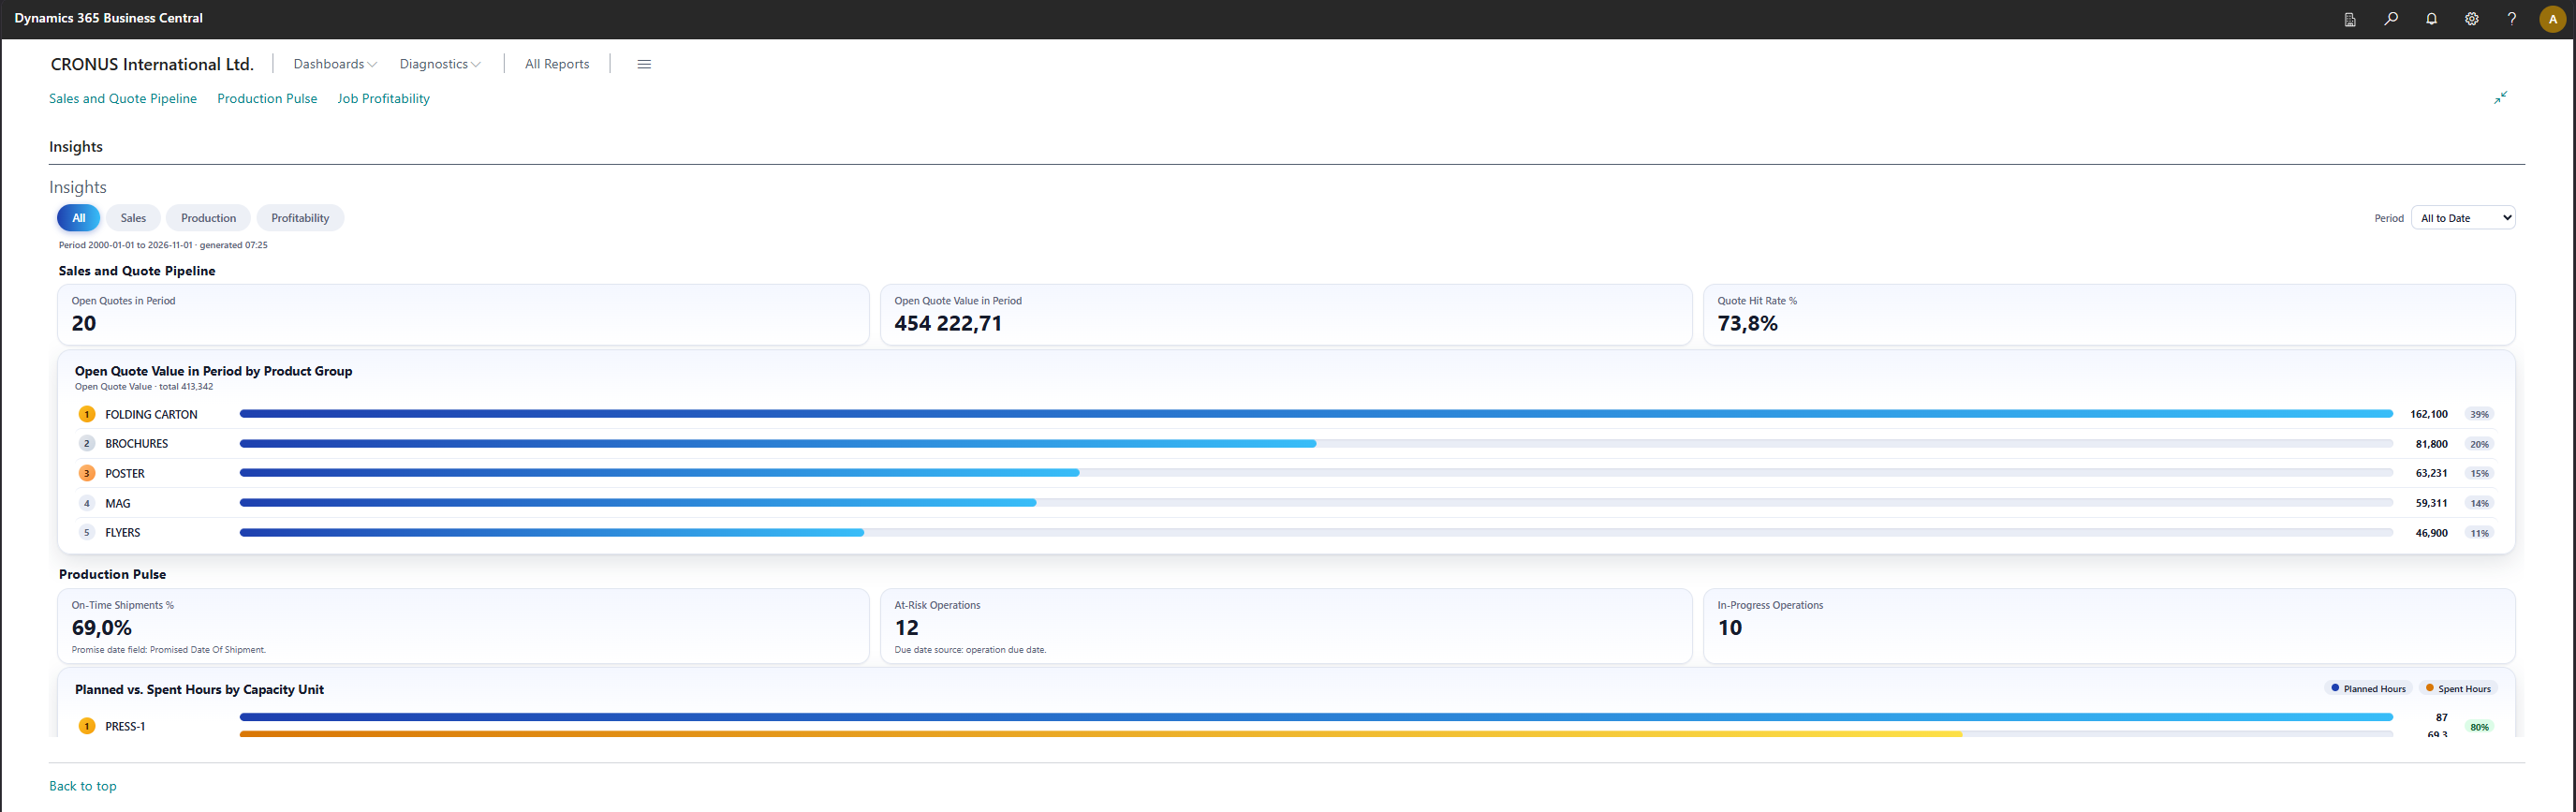 Dynamics 365 Business Central
A
CRONUS International Ltd. Dashboards Diagnostics All Reports
Sales and Quote Pipeline Production Pulse Job Profitability
Insights
Insights
All Sales Production Profitability Period All to Date
Period 2000-01-01 to 2026-11-01 · generated 07:25
Sales and Quote Pipeline
Open Quotes in Period
20
Open Quote Value in Period
454 222,71
Quote Hit Rate %
73,8%
Open Quote Value in Period by Product Group
Open Quote Value · total 413,342
1 FOLDING CARTON 162,100 39%
2 BROCHURES 81,800 20%
3 POSTER 63,231 15%
4 MAG 59,311 14%
5 FLYERS 46,900 11%
Production Pulse
On-Time Shipments %
69,0%
Promise date field: Promised Date Of Shipment.
At-Risk Operations
12
Due date source: operation due date.
In-Progress Operations
10
Planned vs. Spent Hours by Capacity Unit Planned Hours Spent Hours
1 PRESS-1 87 80%
69,3
Back to top